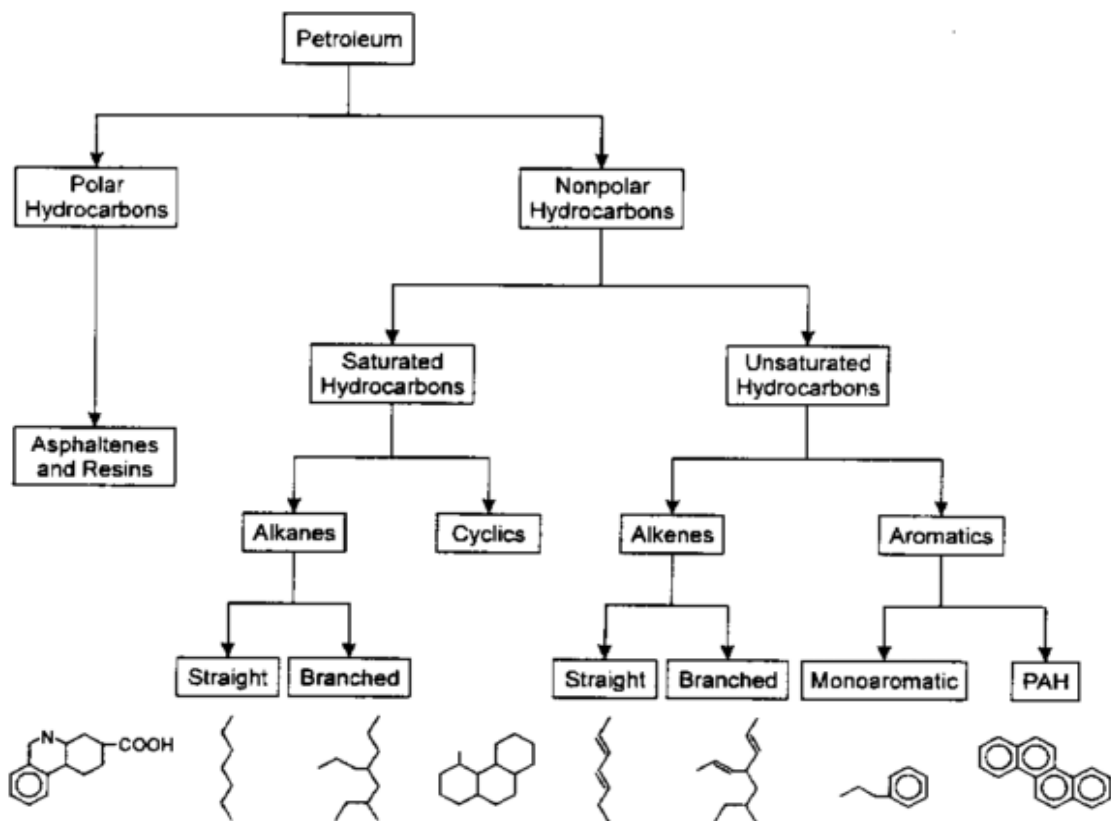 Petroleum
Polar
Hydrocarbons
Nonpolar
Hydrocarbons
Saturated
Hydrocarbons
Unsaturated
Hydrocarbons
Asphaltenes
and Resins
Alkanes
Cyclics
Alkenes
Aromatics
Straight
Branched
Straight
Branched
Monoaromatic
PAH
N
COOH